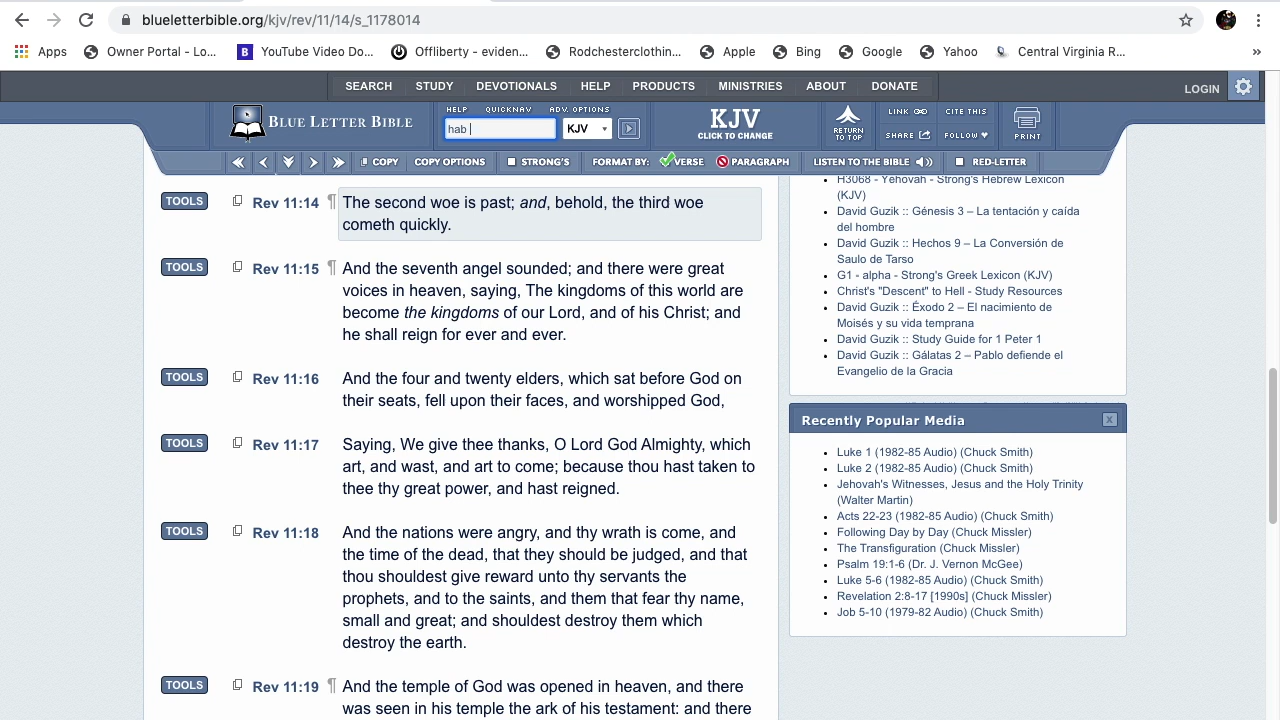 blueletterbible.org/kjv/rev/11/14/s_1178014
Apps
Owner Portal - Lo...
YouTube Video Do...
Offliberty - eviden...
Rodchesterclothin...
Apple
Bing
Google
Yahoo
Central Virginia R...
»
SEARCH STUDY DEVOTIONALS HELP PRODUCTS MINISTRIES ABOUT DONATE
LOGIN
BLUE LETTER BIBLE
HELP QUICKNAV ADV. OPTIONS
hab
KJV
KJV
CLICK TO CHANGE
RETURN
TO TOP
LINK CITE THIS
SHARE FOLLOW
PRINT
COPY COPY OPTIONS STRONG'S FORMAT BY: VERSE PARAGRAPH LISTEN TO THE BIBLE RED-LETTER
TOOLS Rev 11:14 ¶ The second woe is past; and, behold, the third woe
cometh quickly.
TOOLS Rev 11:15 ¶ And the seventh angel sounded; and there were great
voices in heaven, saying, The kingdoms of this world are
become the kingdoms of our Lord, and of his Christ; and
he shall reign for ever and ever.
TOOLS Rev 11:16 And the four and twenty elders, which sat before God on
their seats, fell upon their faces, and worshipped God,
TOOLS Rev 11:17 Saying, We give thee thanks, O Lord God Almighty, which
art, and wast, and art to come; because thou hast taken to
thee thy great power, and hast reigned.
TOOLS Rev 11:18 And the nations were angry, and thy wrath is come, and
the time of the dead, that they should be judged, and that
thou shouldest give reward unto thy servants the
prophets, and to the saints, and them that fear thy name,
small and great; and shouldest destroy them which
destroy the earth.
TOOLS Rev 11:19 ¶ And the temple of God was opened in heaven, and there
was seen in his temple the ark of his testament: and there
H3068 - Yehovah - Strong's Hebrew Lexicon
(KJV)
David Guzik :: Génesis 3 – La tentación y caída
del hombre
David Guzik :: Hechos 9 – La Conversión de
Saulo de Tarso
G1 - alpha - Strong's Greek Lexicon (KJV)
Christ's "Descent" to Hell - Study Resources
David Guzik :: Éxodo 2 – El nacimiento de
Moisés y su vida temprana
David Guzik :: Study Guide for 1 Peter 1
David Guzik :: Gálatas 2 – Pablo defiende el
Evangelio de la Gracia
Recently Popular Media
x
Luke 1 (1982-85 Audio) (Chuck Smith)
Luke 2 (1982-85 Audio) (Chuck Smith)
Jehovah's Witnesses, Jesus and the Holy Trinity
(Walter Martin)
Acts 22-23 (1982-85 Audio) (Chuck Smith)
Following Day by Day (Chuck Missler)
The Transfiguration (Chuck Missler)
Psalm 19:1-6 (Dr. J. Vernon McGee)
Luke 5-6 (1982-85 Audio) (Chuck Smith)
Revelation 2:8-17 [1990s] (Chuck Missler)
Job 5-10 (1979-82 Audio) (Chuck Smith)